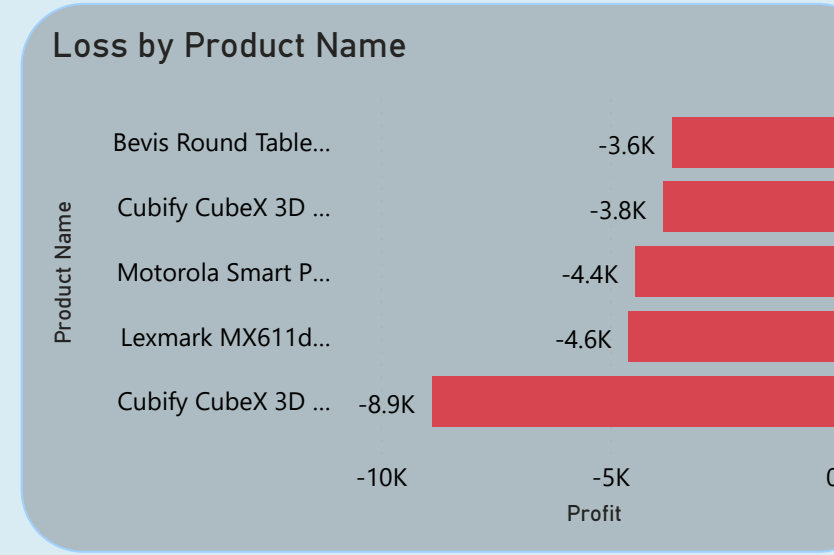 Loss by Product Name
Product Name
Bevis Round Table... -3.6K
Cubify CubeX 3D ... -3.8K
Motorola Smart P... -4.4K
Lexmark MX611d... -4.6K
Cubify CubeX 3D ... -8.9K
-10K -5K 0
Profit